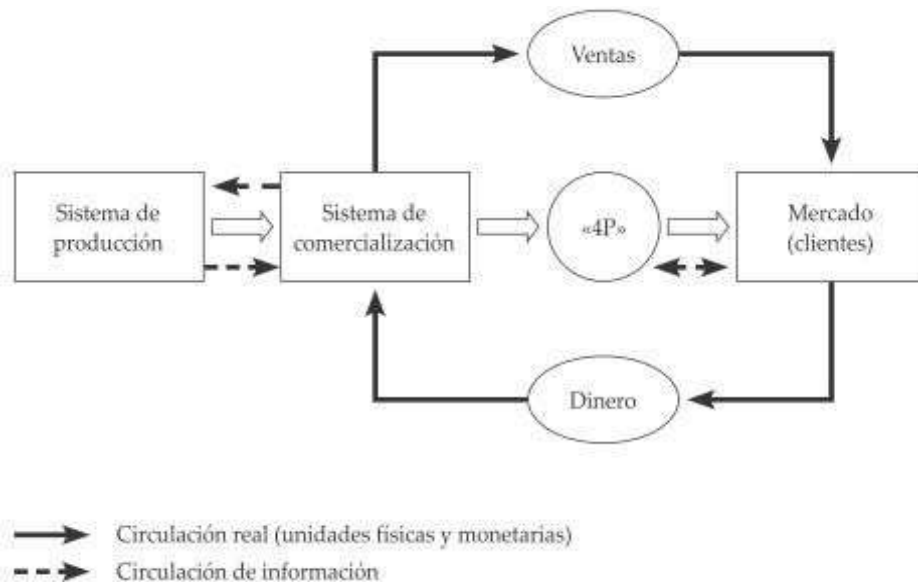 Ventas
Sistema de
producción
Sistema de
comercialización
«4P»
Mercado
(clientes)
Dinero
Circulación real (unidades físicas y monetarias)
Circulación de información